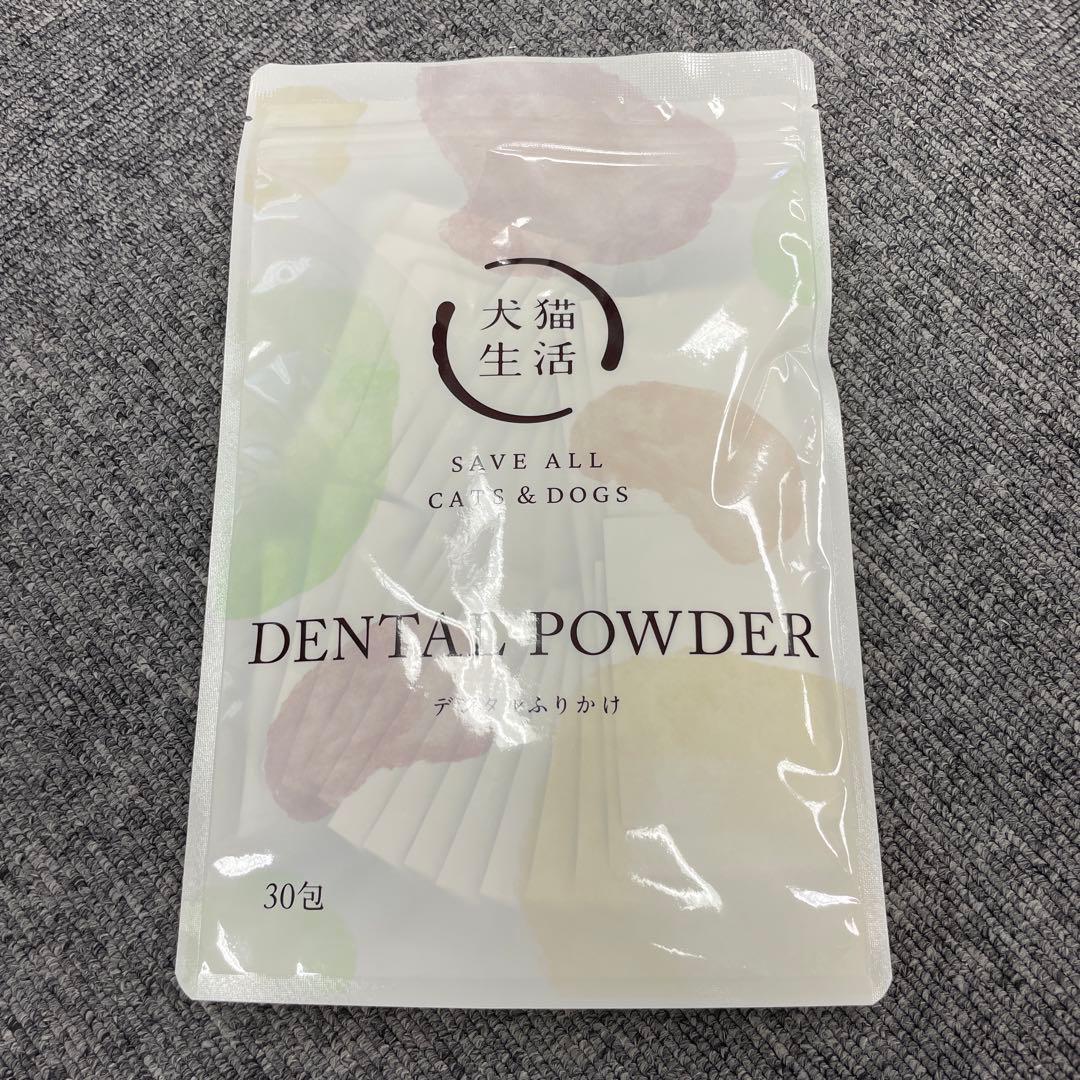 犬猫
生活
SAVE ALL
CATS & DOGS
DENTAL POWDER
デンタルふりかけ
30包